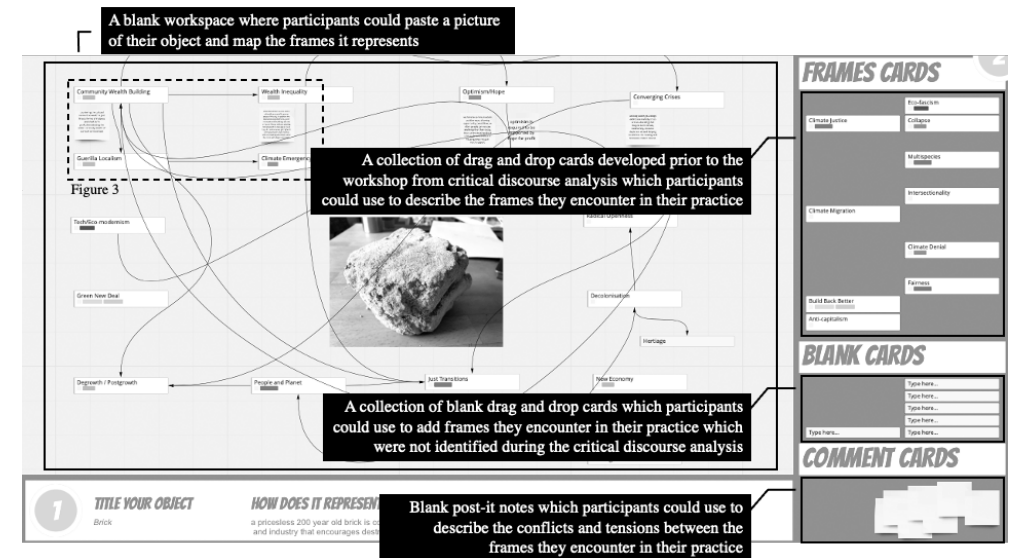 A blank workspace where participants could paste a picture
of their object and map the frames it represents
Community Wealth Building
Wealth Inequality
Optimism/Hope
Converging Crises
Guerilla Localism
Climate Emergency
Figure 3
A collection of drag and drop cards developed prior to the
workshop from critical discourse analysis which participants
could use to describe the frames they encounter in their practice
Tech/Eco modernism
Radical Openness
Green New Deal
Decolonisation
Heritage
Degrowth / Postgrowth
People and Planet
Just Transitions
New Economy
A collection of blank drag and drop cards which participants
could use to add frames they encounter in their practice which
were not identified during the critical discourse analysis
1
TITLE YOUR OBJECT
Brick
HOW DOES IT REPRESENT
a priceless 200 year old brick is
and industry that encourages
Blank post-it notes which participants could use to
describe the conflicts and tensions between the
frames they encounter in their practice
FRAMES CARDS
2
Eco-fascism
Climate Justice
Collapse
Multispecies
Intersectionality
Climate Migration
Climate Denial
Fairness
Build Back Better
Anti-capitalism
BLANK CARDS
Type here...
Type here...
Type here...
Type here...
Type here...
Type here...
COMMENT CARDS